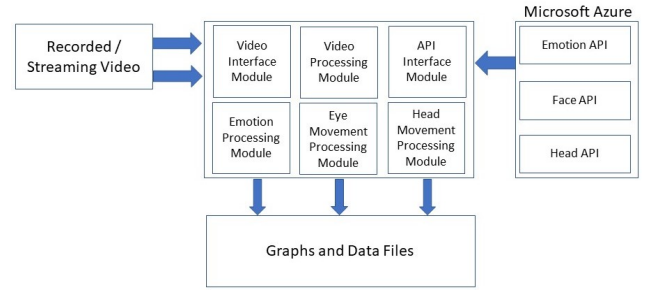 Microsoft Azure
Recorded /
Streaming Video
Video
Interface
Module
Video
Processing
Module
API
Interface
Module
Emotion API
Emotion
Processing
Module
Eye
Movement
Processing
Module
Head
Movement
Processing
Module
Face API
Head API
Graphs and Data Files